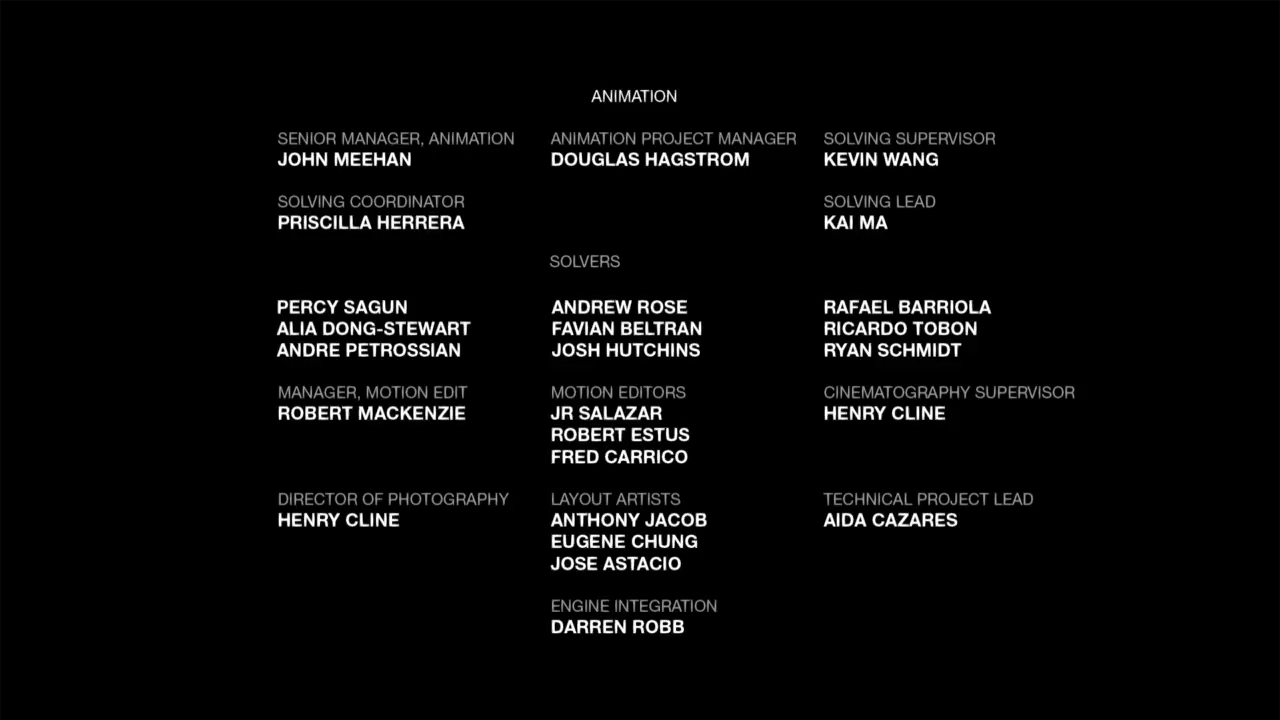 ANIMATION
SENIOR MANAGER, ANIMATION
JOHN MEEHAN
ANIMATION PROJECT MANAGER
DOUGLAS HAGSTROM
SOLVING SUPERVISOR
KEVIN WANG
SOLVING COORDINATOR
PRISCILLA HERRERA
SOLVING LEAD
KAI MA
SOLVERS
PERCY SAGUN
ALIA DONG-STEWART
ANDRE PETROSSIAN
ANDREW ROSE
FAVIAN BELTRAN
JOSH HUTCHINS
RAFAEL BARRIOLA
RICARDO TOBON
RYAN SCHMIDT
MANAGER, MOTION EDIT
ROBERT MACKENZIE
MOTION EDITORS
JR SALAZAR
ROBERT ESTUS
FRED CARRICO
CINEMATOGRAPHY SUPERVISOR
HENRY CLINE
DIRECTOR OF PHOTOGRAPHY
HENRY CLINE
LAYOUT ARTISTS
ANTHONY JACOB
EUGENE CHUNG
JOSE ASTACIO
TECHNICAL PROJECT LEAD
AIDA CAZARES
ENGINE INTEGRATION
DARREN ROBB